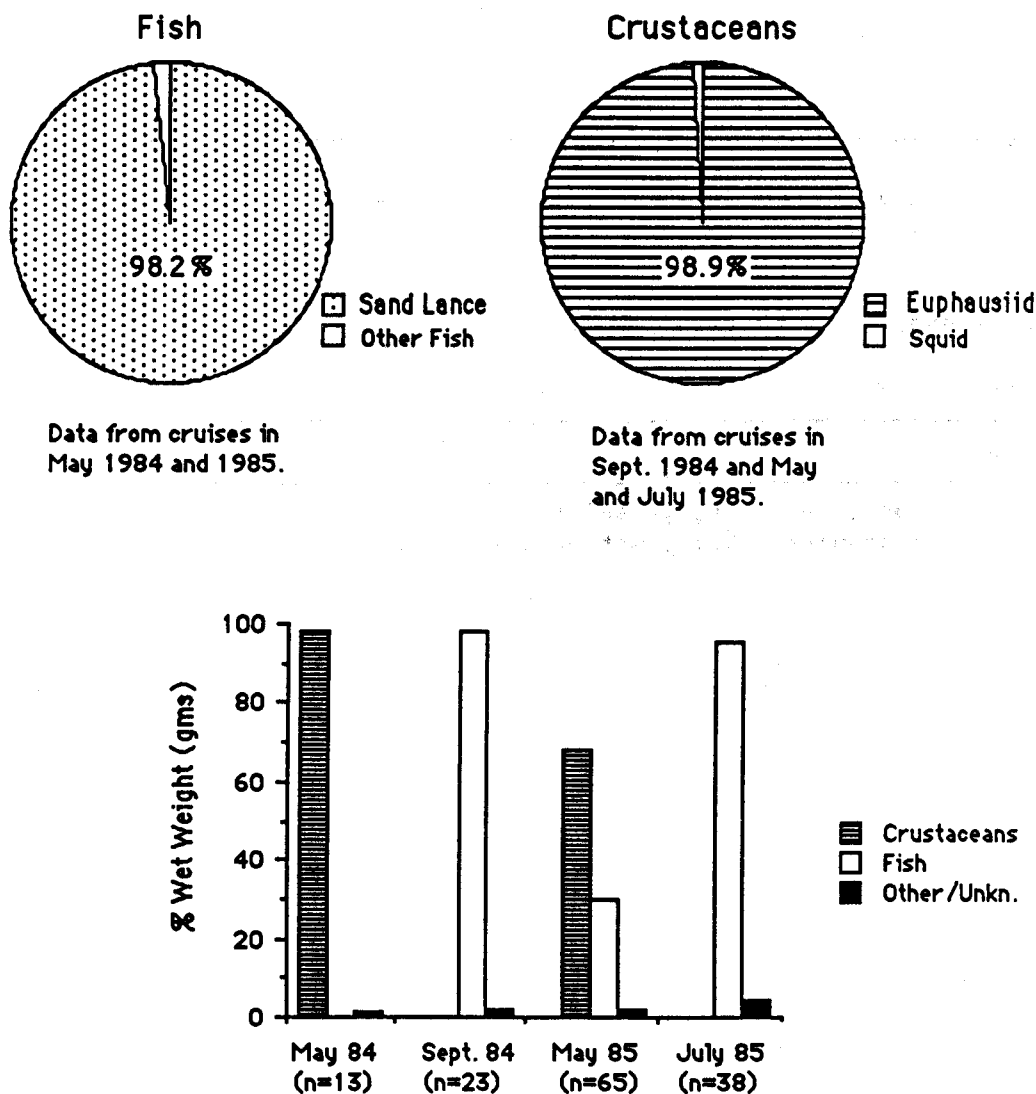 Fish
98.2%
Sand Lance
Other Fish
Data from cruises in
May 1984 and 1985.
Crustaceans
98.9%
Euphausiid
Squid
Data from cruises in
Sept. 1984 and May
and July 1985.
% Wet Weight (gms)
100
80
60
40
20
0
May 84
(n=13)
Sept. 84
(n=23)
May 85
(n=65)
July 85
(n=38)
Crustaceans
Fish
Other/Unkn.